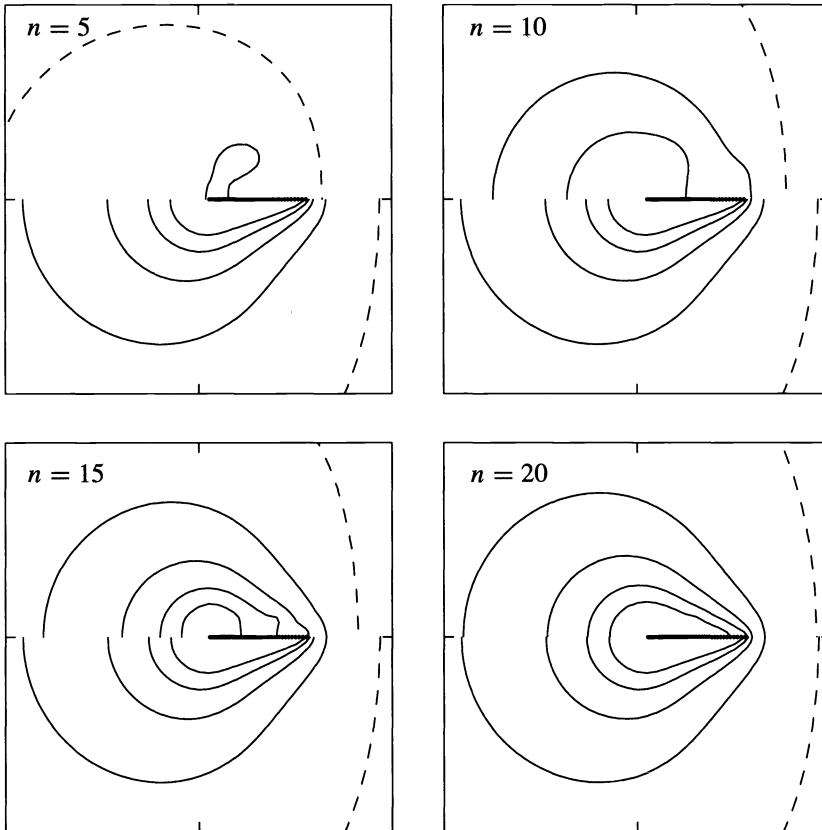 n = 5
n = 10
n = 15
n = 20